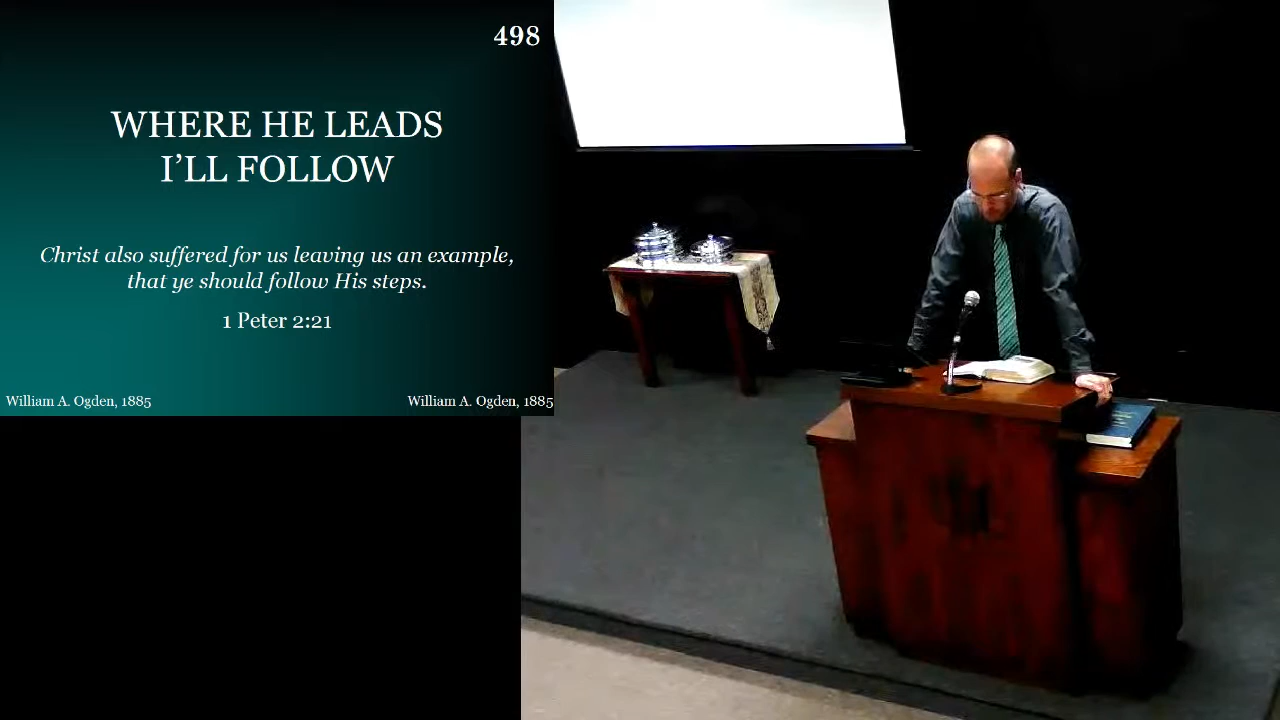 498
WHERE HE LEADS
I’LL FOLLOW
Christ also suffered for us leaving us an example,
that ye should follow His steps.
1 Peter 2:21
William A. Ogden, 1885
William A. Ogden, 1885